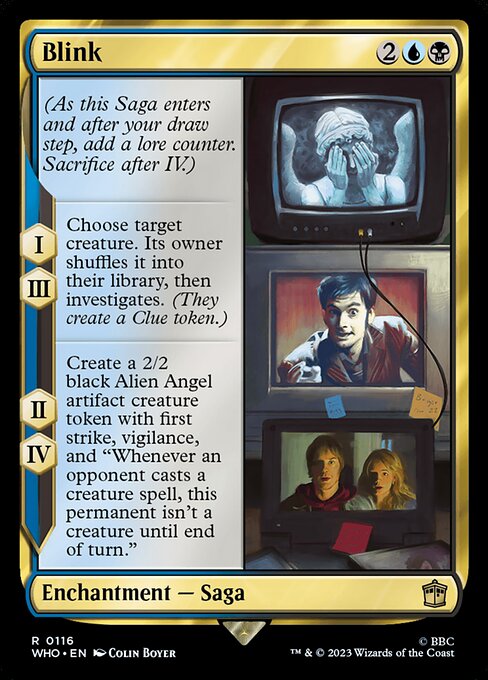 Blink
2
(As this Saga enters
and after your draw
step, add a lore counter.
Sacrifice after IV.)
I
III
Choose target
creature. Its owner
shuffles it into
their library, then
investigates. (They
create a Clue token.)
II
IV
Create a 2/2
black Alien Angel
artifact creature
token with first
strike, vigilance,
and “Whenever an
opponent casts a
creature spell, this
permanent isn’t a
creature until end
of turn.”
Enchantment — Saga
R 0116
WHO • EN Colin Boyer
© BBC
™ & © 2023 Wizards of the Coast